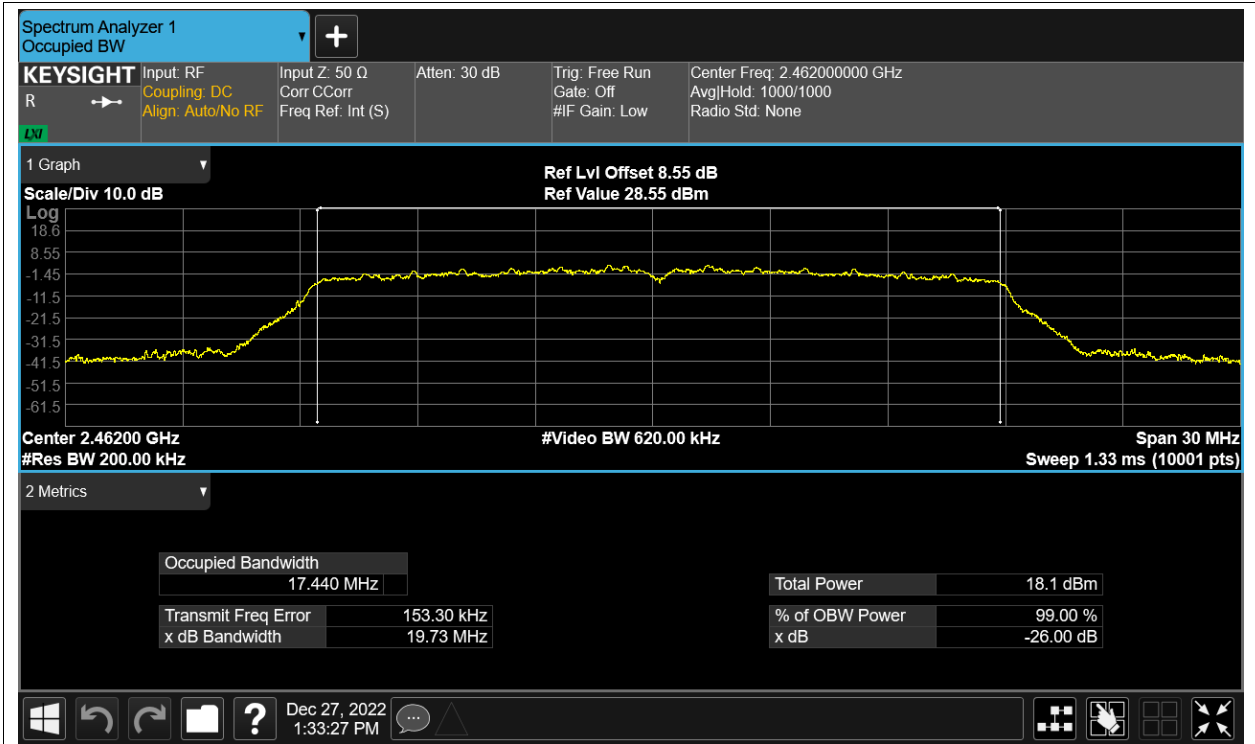 Spectrum Analyzer 1
Occupied BW
KEYSIGHT
R
LXI
Input: RF
Coupling: DC
Align: Auto/No RF
Input Z: 50 Ω
Corr CCorr
Freq Ref: Int (S)
Atten: 30 dB
Trig: Free Run
Gate: Off
#IF Gain: Low
Center Freq: 2.462000000 GHz
Avg|Hold: 1000/1000
Radio Std: None
1 Graph
Scale/Div 10.0 dB
Ref Lvl Offset 8.55 dB
Ref Value 28.55 dBm
Log
18.6
8.55
-1.45
-11.5
-21.5
-31.5
-41.5
-51.5
-61.5
Center 2.46200 GHz
#Video BW 620.00 kHz
Span 30 MHz
#Res BW 200.00 kHz
Sweep 1.33 ms (10001 pts)
2 Metrics
Occupied Bandwidth
17.440 MHz
Transmit Freq Error 153.30 kHz
x dB Bandwidth 19.73 MHz
Total Power 18.1 dBm
% of OBW Power 99.00 %
x dB -26.00 dB
?
Dec 27, 2022
1:33:27 PM